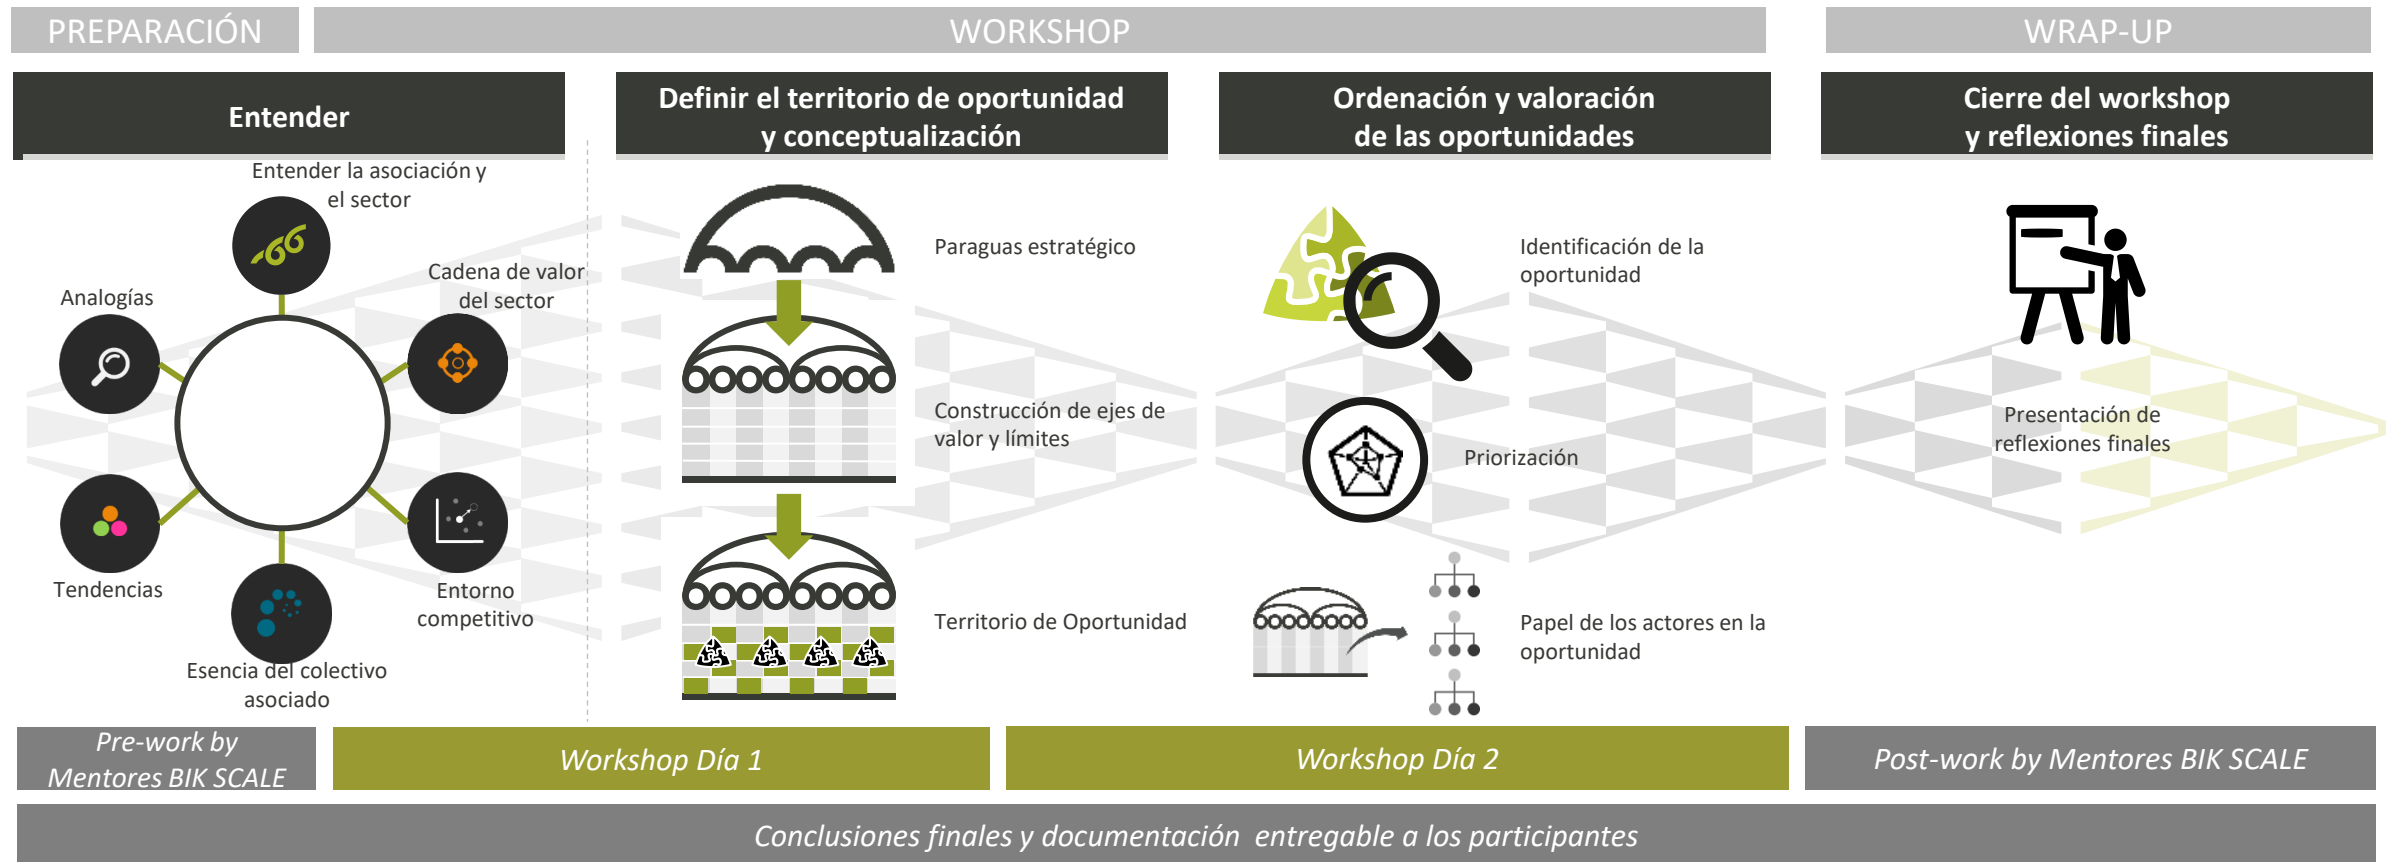 PREPARACIÓN
WORKSHOP
WRAP-UP
Entender
Definir el territorio de oportunidad
y conceptualización
Ordenación y valoración
de las oportunidades
Cierre del workshop
y reflexiones finales
Entender la asociación y
el sector
Cadena de valor
del sector
Analogías
Tendencias
Entorno
competitivo
Esencia del colectivo
asociado
Paraguas estratégico
Construcción de ejes de
valor y límites
Territorio de Oportunidad
Identificación de la
oportunidad
Priorización
Papel de los actores en la
oportunidad
Presentación de
reflexiones finales
Pre-work by
Mentores BIK SCALE
Workshop Día 1
Workshop Día 2
Post-work by Mentores BIK SCALE
Conclusiones finales y documentación  entregable a los participantes